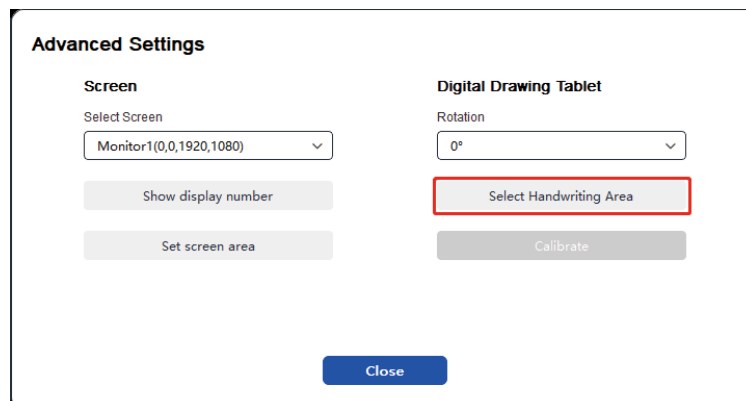 Advanced Settings
Screen
Digital Drawing Tablet
Select Screen
Rotation
Monitor1(0,0,1920,1080)
0°
Show display number
Select Handwriting Area
Set screen area
Calibrate
Close